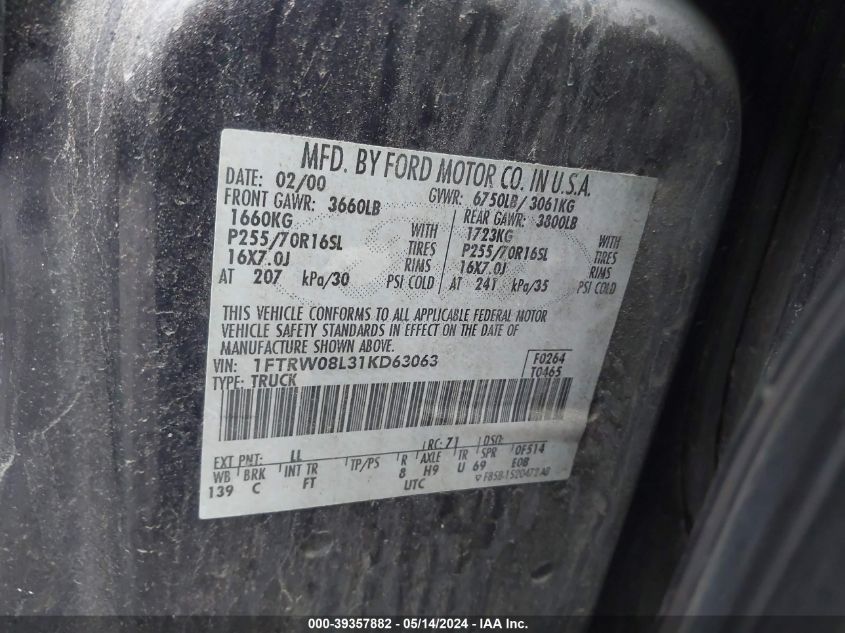 MFD. BY FORD MOTOR CO. IN U.S.A.
DATE: 02/00 GVWR: 6750LB/ 3061KG
FRONT GAWR: 3660LB REAR GAWR: 3800LB
1660KG WITH 1723KG WITH
P255/70R16SL TIRES P255/70R16SL TIRES
16X7.0J RIMS 16X7.0J RIMS
AT 207 kPa/30 PSI COLD AT 241 kPa/35 PSI COLD
THIS VEHICLE CONFORMS TO ALL APPLICABLE FEDERAL MOTOR
VEHICLE SAFETY STANDARDS IN EFFECT ON THE DATE OF
MANUFACTURE SHOWN ABOVE.
VIN: 1FTRW08L31KD63063 F0264
TYPE: TRUCK T0465
EXT PNT: LL RC: 71 DSO: 0F514
WB BRK INT TR TP/PS R AXLE TR SPR E08
139 C FT 8 H9 U 69
UTC F85B-1520472-AB
000-39357882 - 05/14/2024 - IAA Inc.